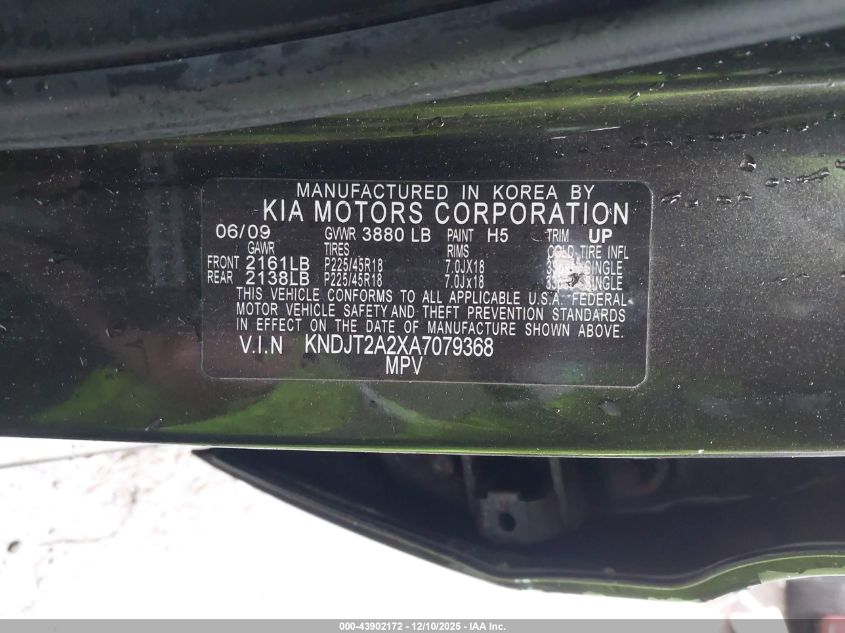 MANUFACTURED IN KOREA BY
KIA MOTORS CORPORATION
06/09 GVWR 3880 LB PAINT H5 TRIM UP
GAWR TIRES RIMS COLD TIRE INFL
FRONT 2161LB P225/45R18 7.0JX18 SINGLE
REAR 2138LB P225/45R18 7.0Jx18 SINGLE
THIS VEHICLE CONFORMS TO ALL APPLICABLE U.S.A. FEDERAL
MOTOR VEHICLE SAFETY AND THEFT PREVENTION STANDARDS
IN EFFECT ON THE DATE OF MANUFACTURE SHOWN ABOVE.
V.I.N KNDJT2A2XA7079368
MPV
000-43902172 - 12/10/2025 - IAA Inc.